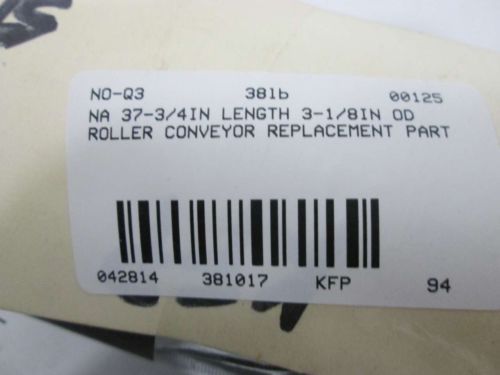 NO-Q3 38lb 00125
NA 37-3/4IN LENGTH 3-1/8IN OD
ROLLER CONVEYOR REPLACEMENT PART
042814 381017 KFP 94